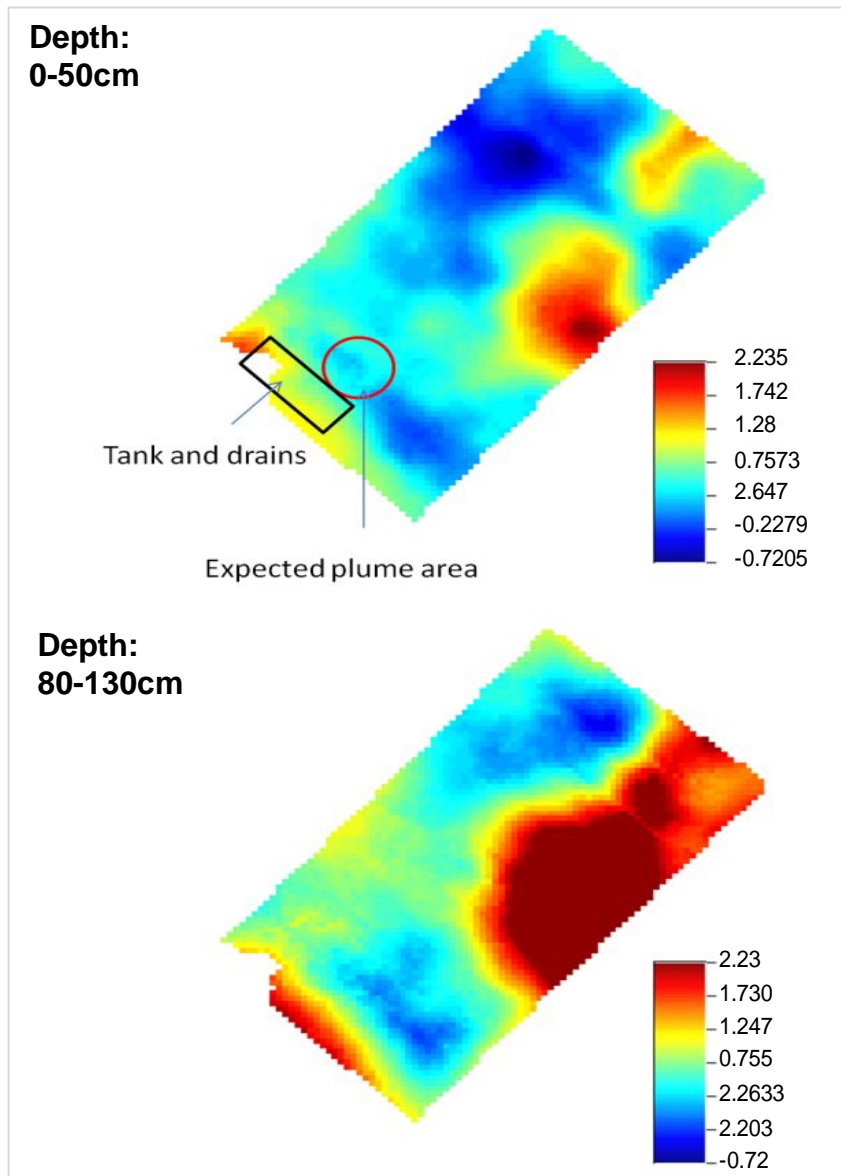 Depth:
0-50cm
2.235
1.742
1.28
0.7573
2.647
-0.2279
-0.7205
Tank and drains
Expected plume area
Depth:
80-130cm
2.23
1.730
1.247
0.755
2.2633
2.203
-0.72